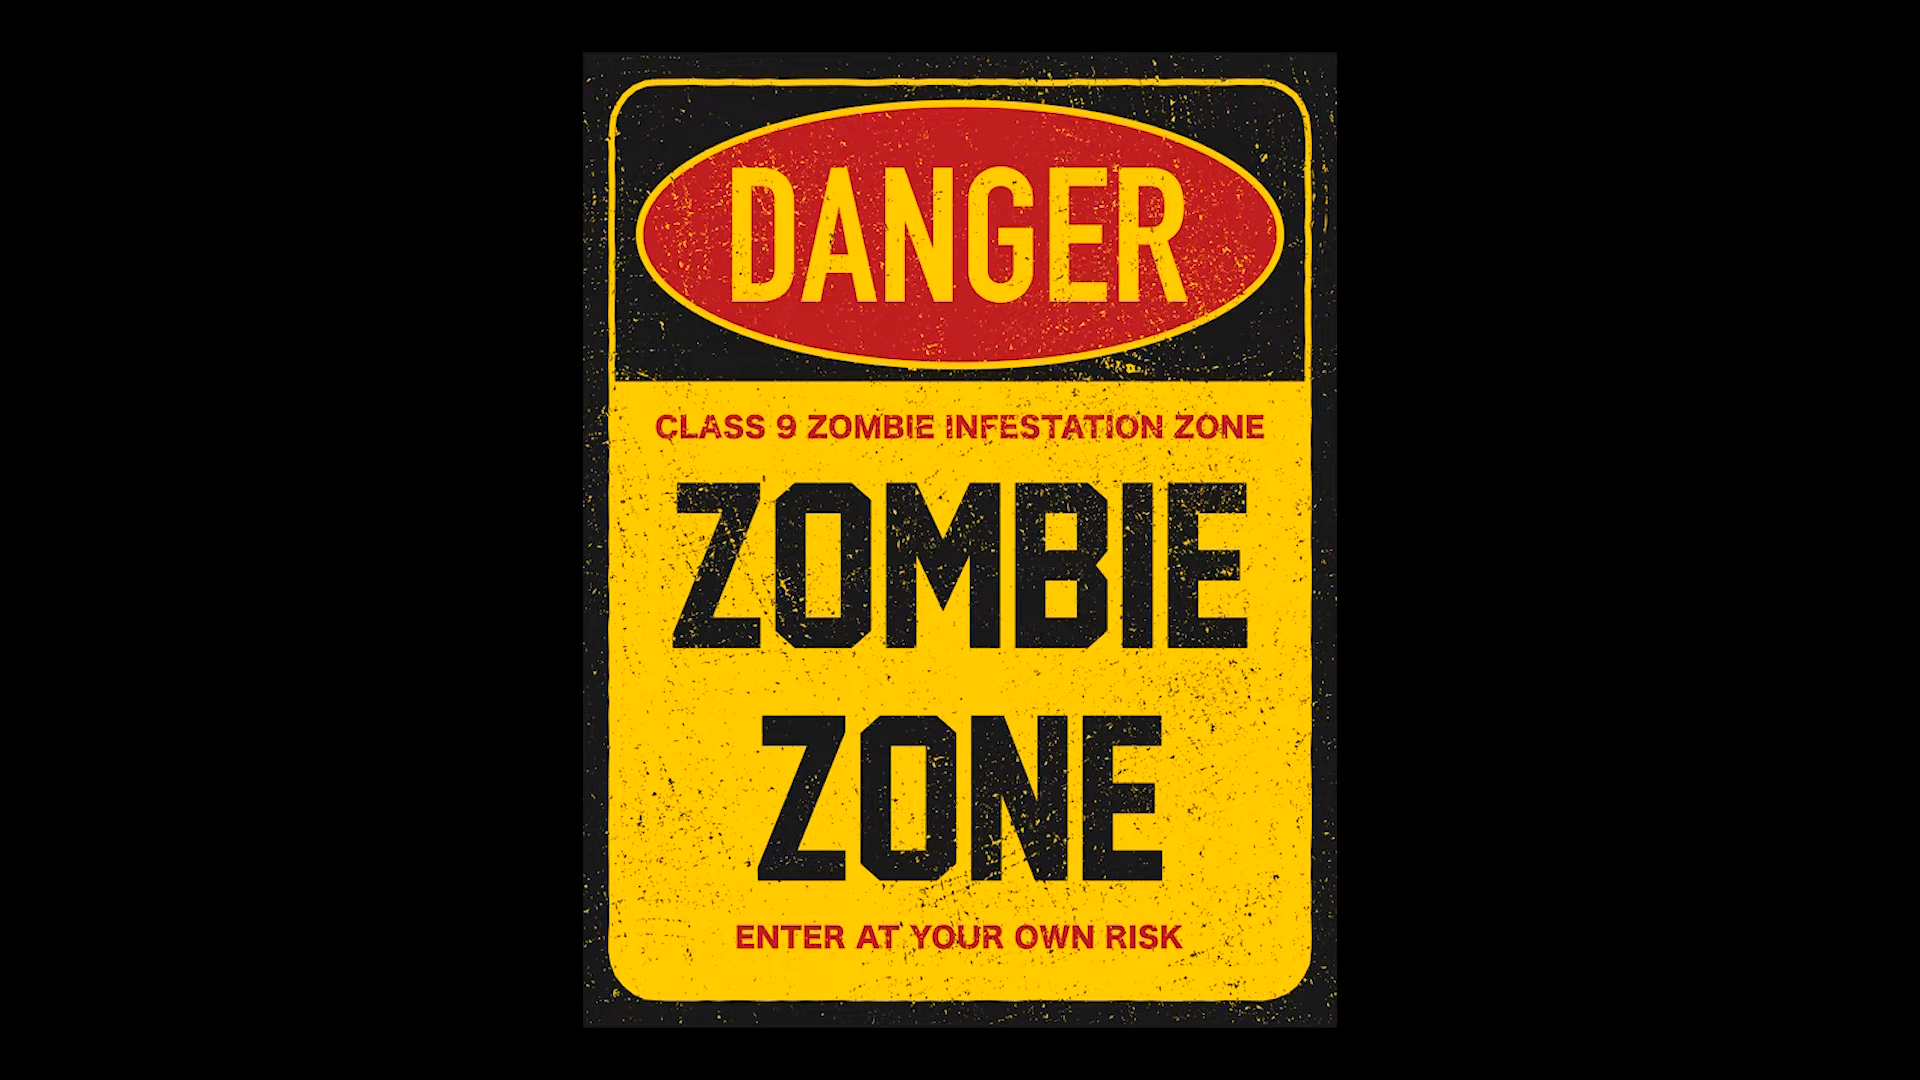 DANGER
CLASS 9 ZOMBIE INFESTATION ZONE
ZOMBIE
ZONE
ENTER AT YOUR OWN RISK